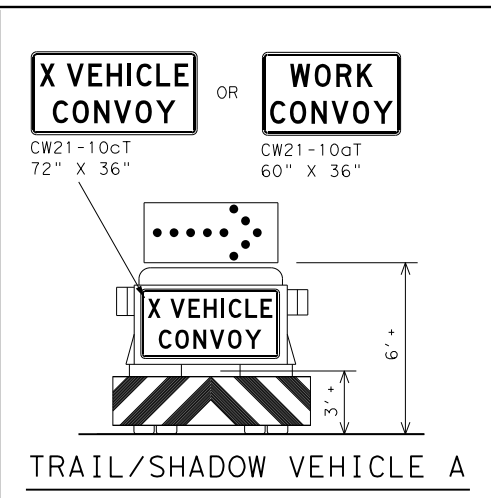 X VEHICLE
CONVOY
OR
WORK
CONVOY
CW21-10cT
72" X 36"
CW21-10aT
60" X 36"
X VEHICLE
CONVOY
6' +
3' +
TRAIL/SHADOW VEHICLE A